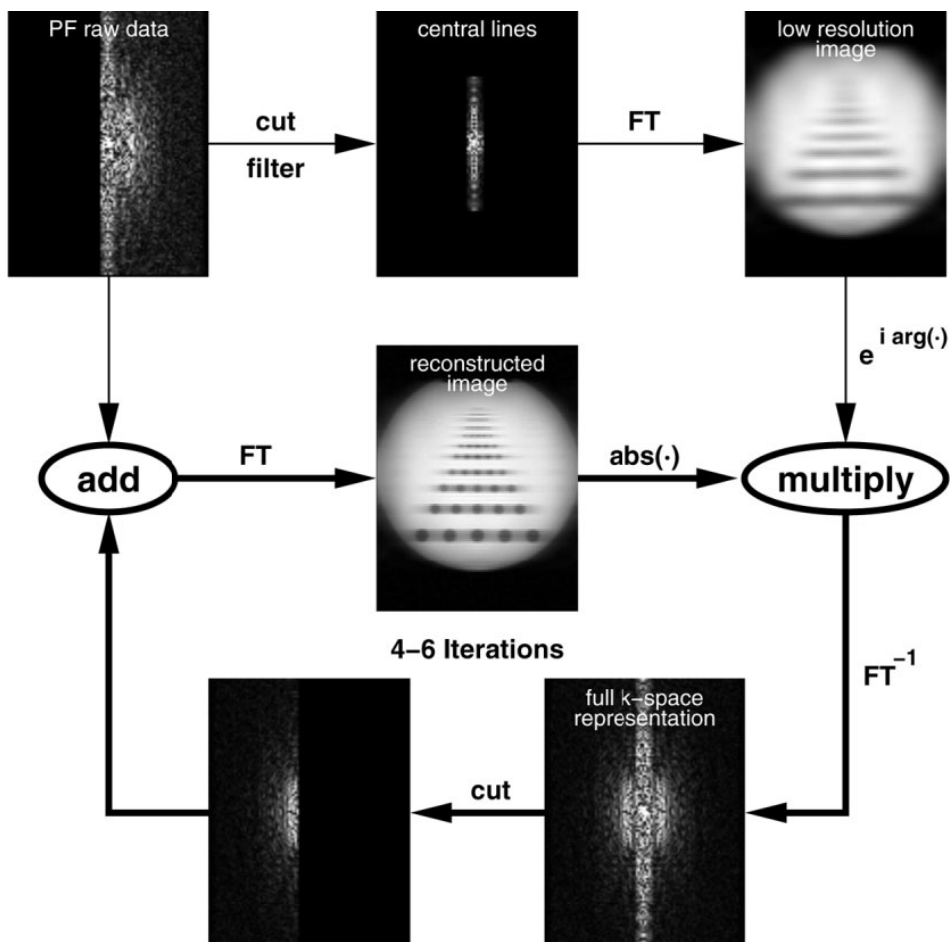 PF raw data
central lines
low resolution
image
cut
filter
FT
e i arg(·)
reconstructed
image
add
FT
abs(·)
multiply
4–6 Iterations
FT−1
full k−space
representation
cut